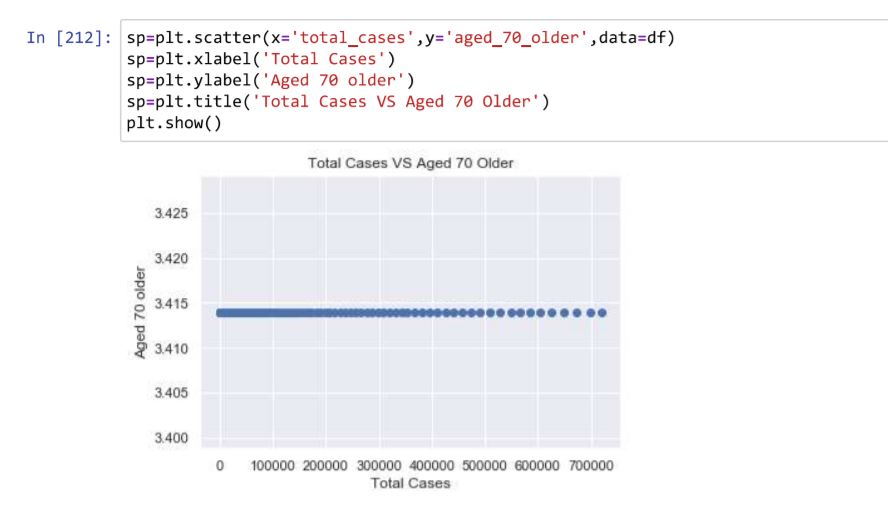 In [212]: sp=plt.scatter(x='total_cases',y='aged_70_older',data=df)
sp=plt.xlabel('Total Cases')
sp=plt.ylabel('Aged 70 older')
sp=plt.title('Total Cases VS Aged 70 Older')
plt.show()
Total Cases VS Aged 70 Older
3.425
3.420
3.415
3.410
3.405
3.400
Aged 70 older
0 100000 200000 300000 400000 500000 600000 700000
Total Cases